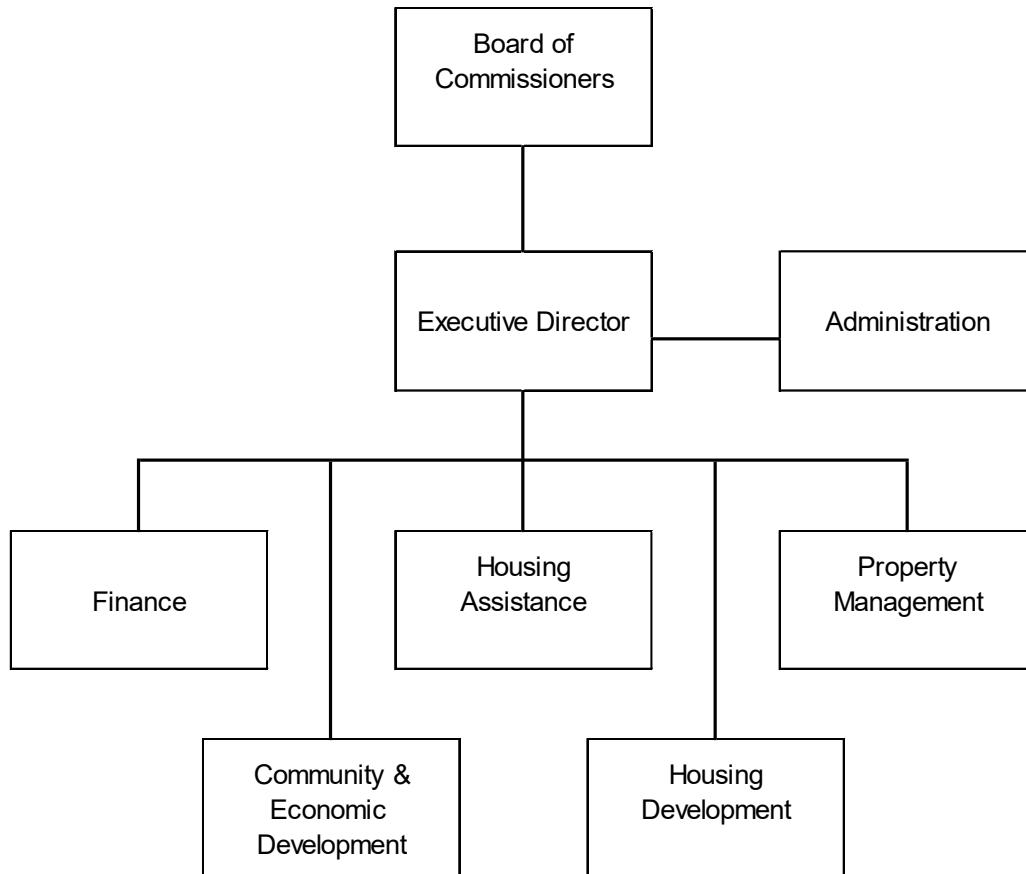 Board of
Commissioners
Executive Director
Administration
Finance
Housing
Assistance
Property
Management
Community &
Economic
Development
Housing
Development